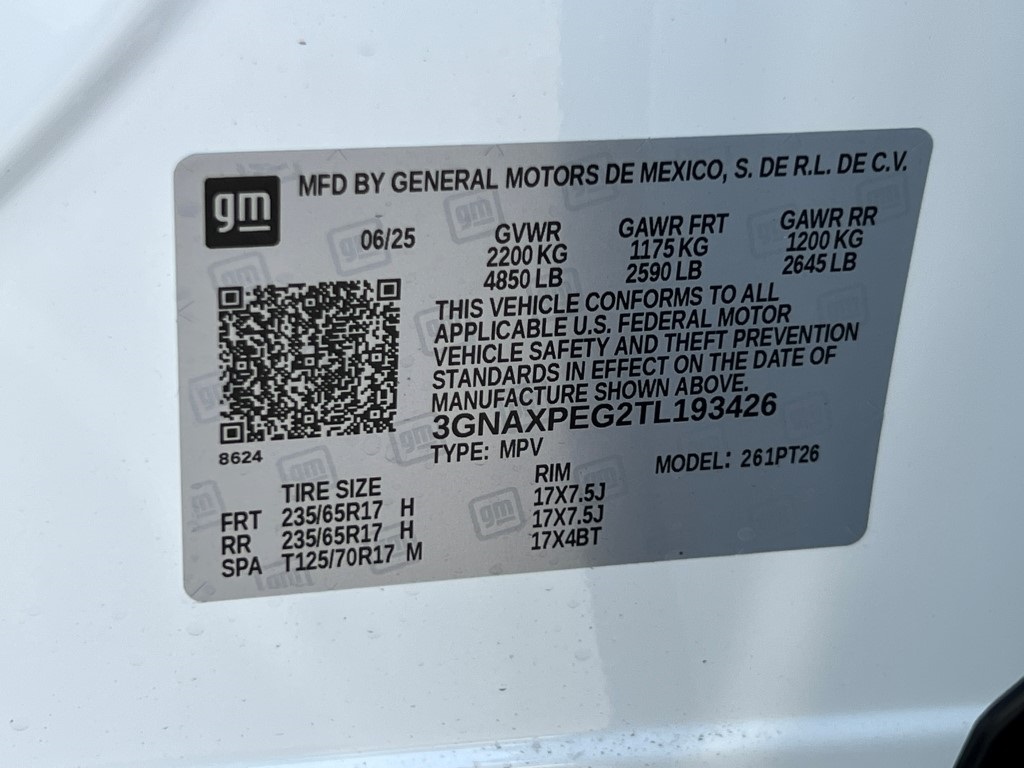 gm
MFD BY GENERAL MOTORS DE MEXICO, S. DE R.L. DE C.V.
06/25
GVWR GAWR FRT GAWR RR
2200 KG 1175 KG 1200 KG
4850 LB 2590 LB 2645 LB
THIS VEHICLE CONFORMS TO ALL
APPLICABLE U.S. FEDERAL MOTOR
VEHICLE SAFETY AND THEFT PREVENTION
STANDARDS IN EFFECT ON THE DATE OF
MANUFACTURE SHOWN ABOVE.
3GNAXPEG2TL193426
8624
TYPE: MPV MODEL: 261PT26
TIRE SIZE RIM
FRT 235/65R17 H 17X7.5J
RR 235/65R17 H 17X7.5J
SPA T125/70R17 M 17X4BT